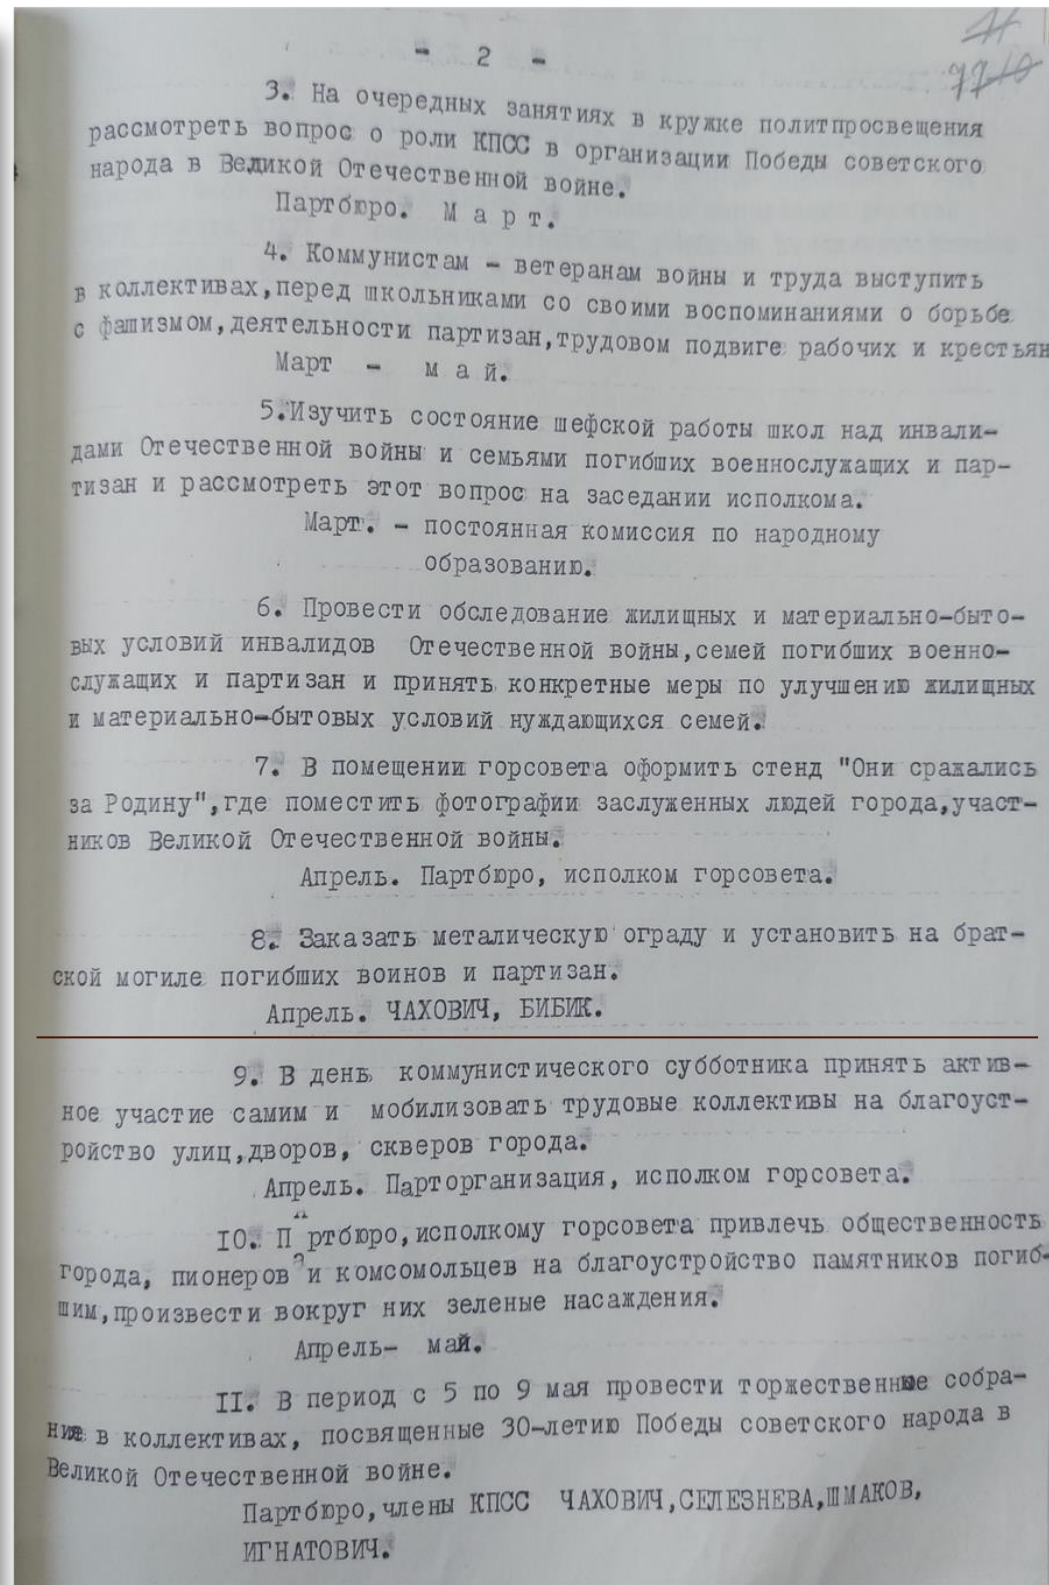 - 2 -
3. На очередных занятиях в кружке политпросвещения
рассмотреть вопрос о роли КПСС в организации Победы советского
народа в Великой Отечественной войне.
Партбюро. М а р т.
4. Коммунистам - ветеранам войны и труда выступить
в коллективах,перед школьниками со своими воспоминаниями о борьбе
с фашизмом,деятельности партизан,трудовом подвиге рабочих и крестьян
Март - м а й.
5.Изучить состояние шефской работы школ над инвали-
дами Отечественной войны и семьями погибших военнослужащих и пар-
тизан и рассмотреть этот вопрос на заседании исполкома.
Март. - постоянная комиссия по народному
образованию.
6. Провести обследование жилищных и материально-быто-
вых условий инвалидов Отечественной войны,семей погибших военно-
служащих и партизан и принять конкретные меры по улучшению жилищных
и материально-бытовых условий нуждающихся семей.
7. В помещении горсовета оформить стенд "Они сражались
за Родину",где поместить фотографии заслуженных людей города,участ-
ников Великой Отечественной войны.
Апрель. Партбюро, исполком горсовета.
8. Заказать металическую ограду и установить на брат-
ской могиле погибших воинов и партизан.
Апрель. ЧАХОВИЧ, БИБИК.
9. В день коммунистического субботника принять актив-
ное участие самим и мобилизовать трудовые коллективы на благоуст-
ройство улиц,дворов, скверов города.
Апрель. Парторганизация, исполком горсовета.
IO. Партбюро,исполкому горсовета привлечь общественность
города, пионеров и комсомольцев на благоустройство памятников погиб-
шим,произвести вокруг них зеленые насаждения.
Апрель- май.
II. В период с 5 по 9 мая провести торжественные собра-
ния в коллективах, посвященные 30-летию Победы советского народа в
Великой Отечественной войне.
Партбюро,члены КПСС ЧАХОВИЧ,СЕЛЕЗНЕВА,ШМАКОВ,
ИГНАТОВИЧ.